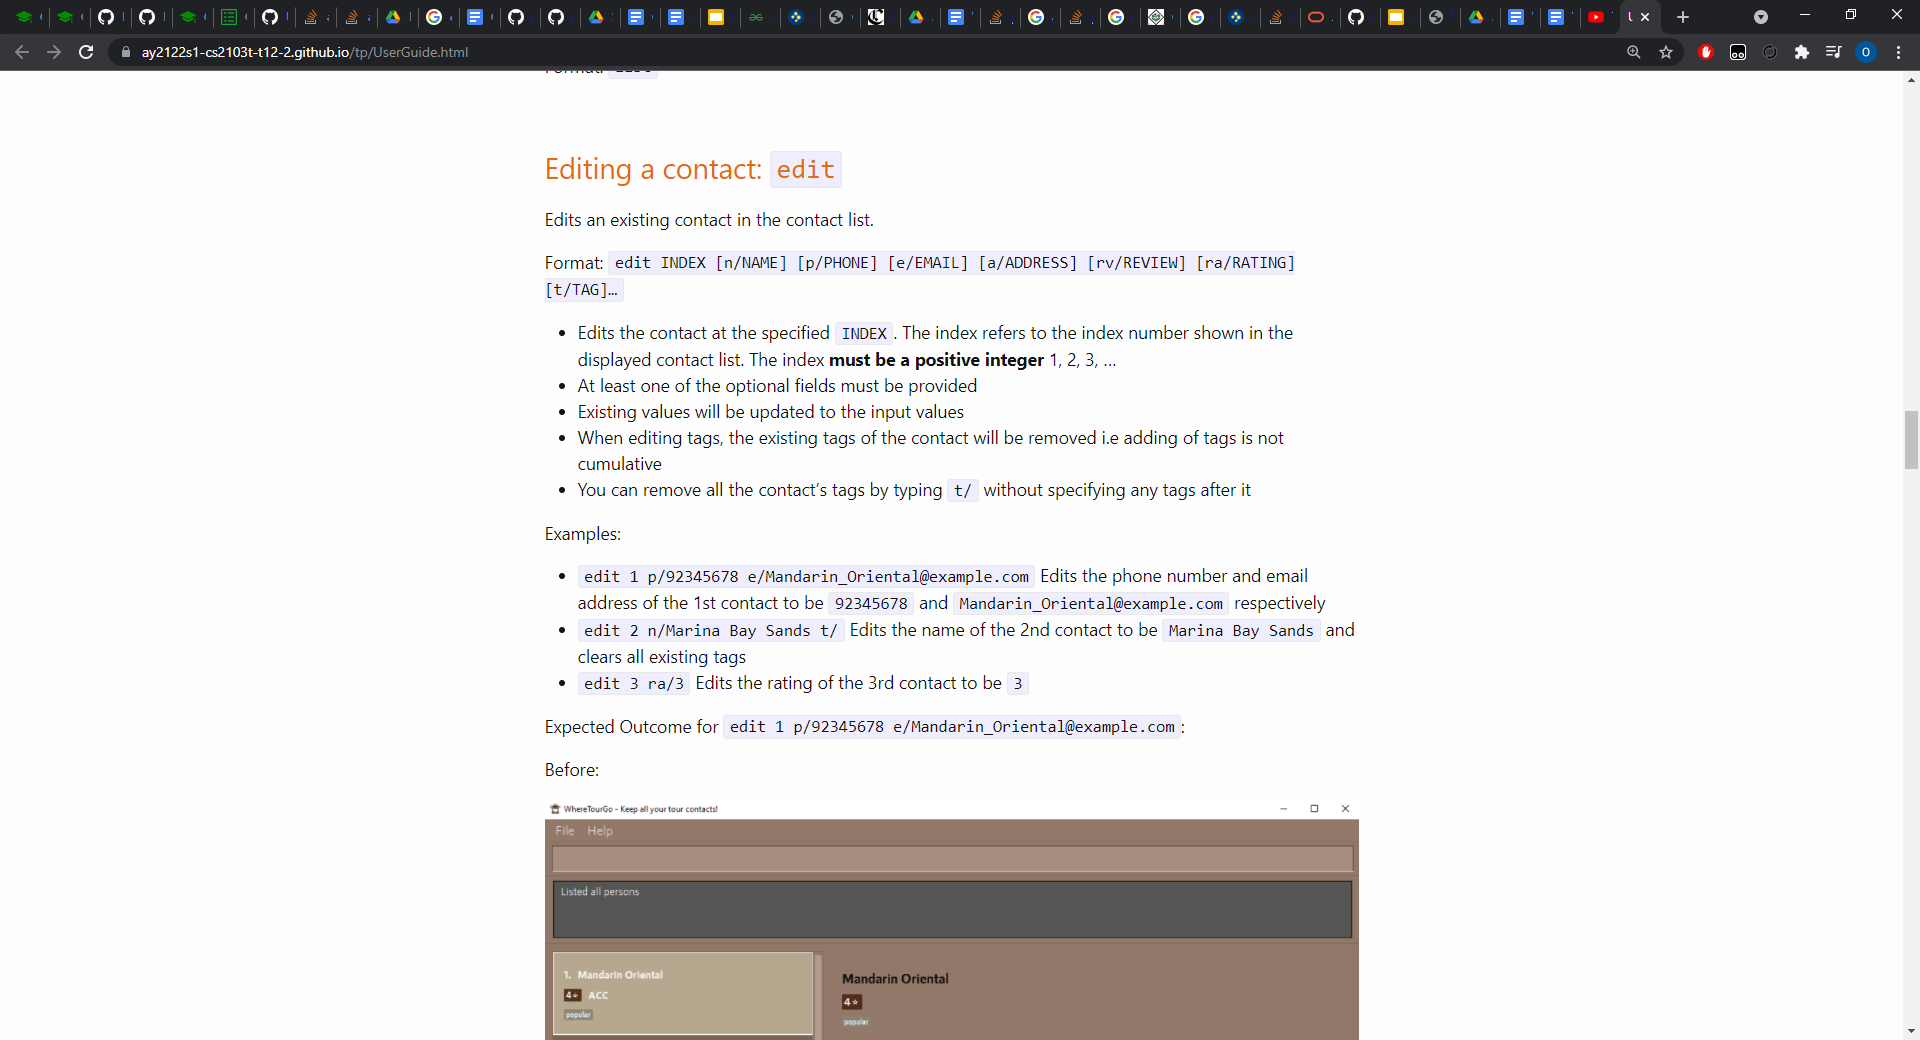 ay2122s1-cs2103t-t12-2.github.io/tp/UserGuide.html
Editing a contact: edit
Edits an existing contact in the contact list.
Format: edit INDEX [n/NAME] [p/PHONE] [e/EMAIL] [a/ADDRESS] [rv/REVIEW] [ra/RATING]
[t/TAG]…
Edits the contact at the specified INDEX. The index refers to the index number shown in the
displayed contact list. The index must be a positive integer 1, 2, 3, …
At least one of the optional fields must be provided
Existing values will be updated to the input values
When editing tags, the existing tags of the contact will be removed i.e adding of tags is not
cumulative
You can remove all the contact’s tags by typing t/ without specifying any tags after it
Examples:
edit 1 p/92345678 e/Mandarin_Oriental@example.com Edits the phone number and email
address of the 1st contact to be 92345678 and Mandarin_Oriental@example.com respectively
edit 2 n/Marina Bay Sands t/ Edits the name of the 2nd contact to be Marina Bay Sands and
clears all existing tags
edit 3 ra/3 Edits the rating of the 3rd contact to be 3
Expected Outcome for edit 1 p/92345678 e/Mandarin_Oriental@example.com:
Before:
WhereTourGo - Keep all your tour contacts!
File Help
Listed all persons
1. Mandarin Oriental
4★ ACC
popular
Mandarin Oriental
4★
popular